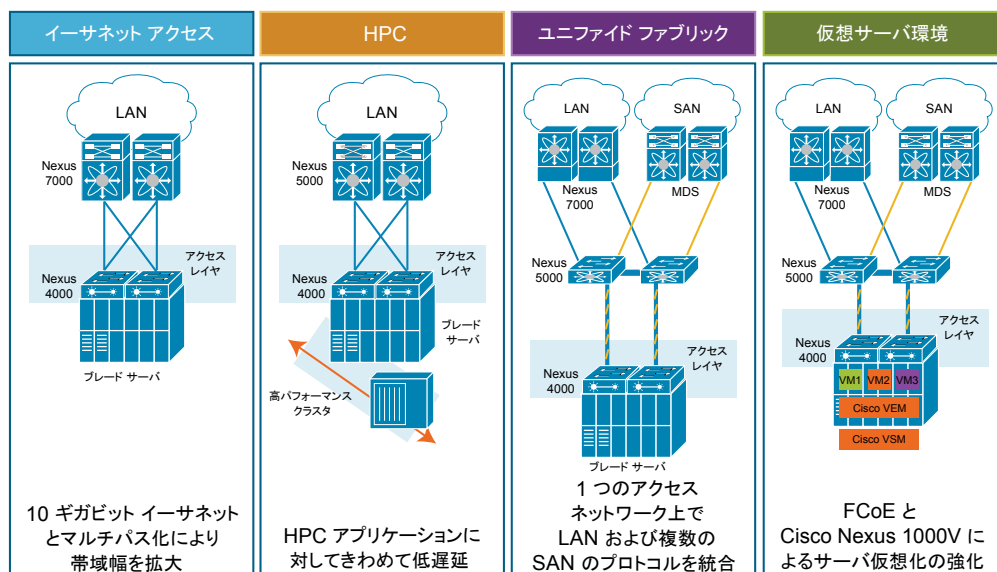 イーサネット アクセス
LAN
Nexus
7000
アクセス
レイヤ
Nexus
4000
ブレード サーバ
10 ギガビット イーサネット
とマルチパス化により
帯域幅を拡大
HPC
LAN
Nexus
5000
アクセス
レイヤ
Nexus
4000
ブレード
サーバ
高パフォーマンス
クラスタ
HPC アプリケーションに
対してきわめて低遅延
ユニファイド ファブリック
LAN
SAN
Nexus
7000
MDS
Nexus
5000
アクセス
レイヤ
Nexus
4000
ブレード サーバ
1 つのアクセス
ネットワーク上で
LAN および複数の
SAN のプロトコルを統合
仮想サーバ環境
LAN
SAN
Nexus
7000
MDS
Nexus
5000
アクセス
レイヤ
Nexus
4000
VM1 VM2 VM3
Cisco VEM
Cisco VSM
FCoE と
Cisco Nexus 1000V に
よるサーバ仮想化の強化